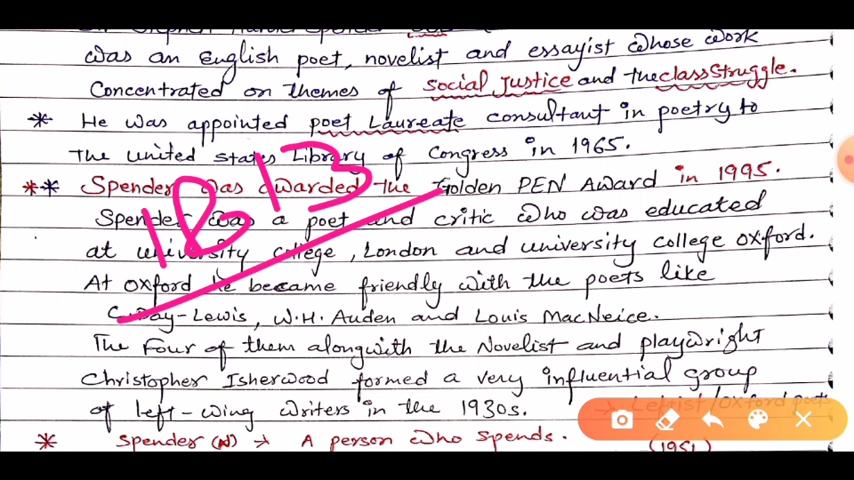 was an English poet, novelist and essayist whose work
Concentrated on themes of social Justice and the class struggle.
* He was appointed poet Laureate consultant in poetry to
The united states Library of Congress in 1965.
** Spender was awarded the Golden PEN Award in 1995.
Spender was a poet and critic who was educated
at university college, London and university college oxford.
At oxford he became friendly with the poets like
C. Day-Lewis, W.H. Auden and Louis MacNeice.
The Four of them alongwith the Novelist and playwright
Christopher Isherwood formed a very influential group
of left-wing writers in the 1930s.
* Spender (N) → A person who spends.
(1951)
1B13